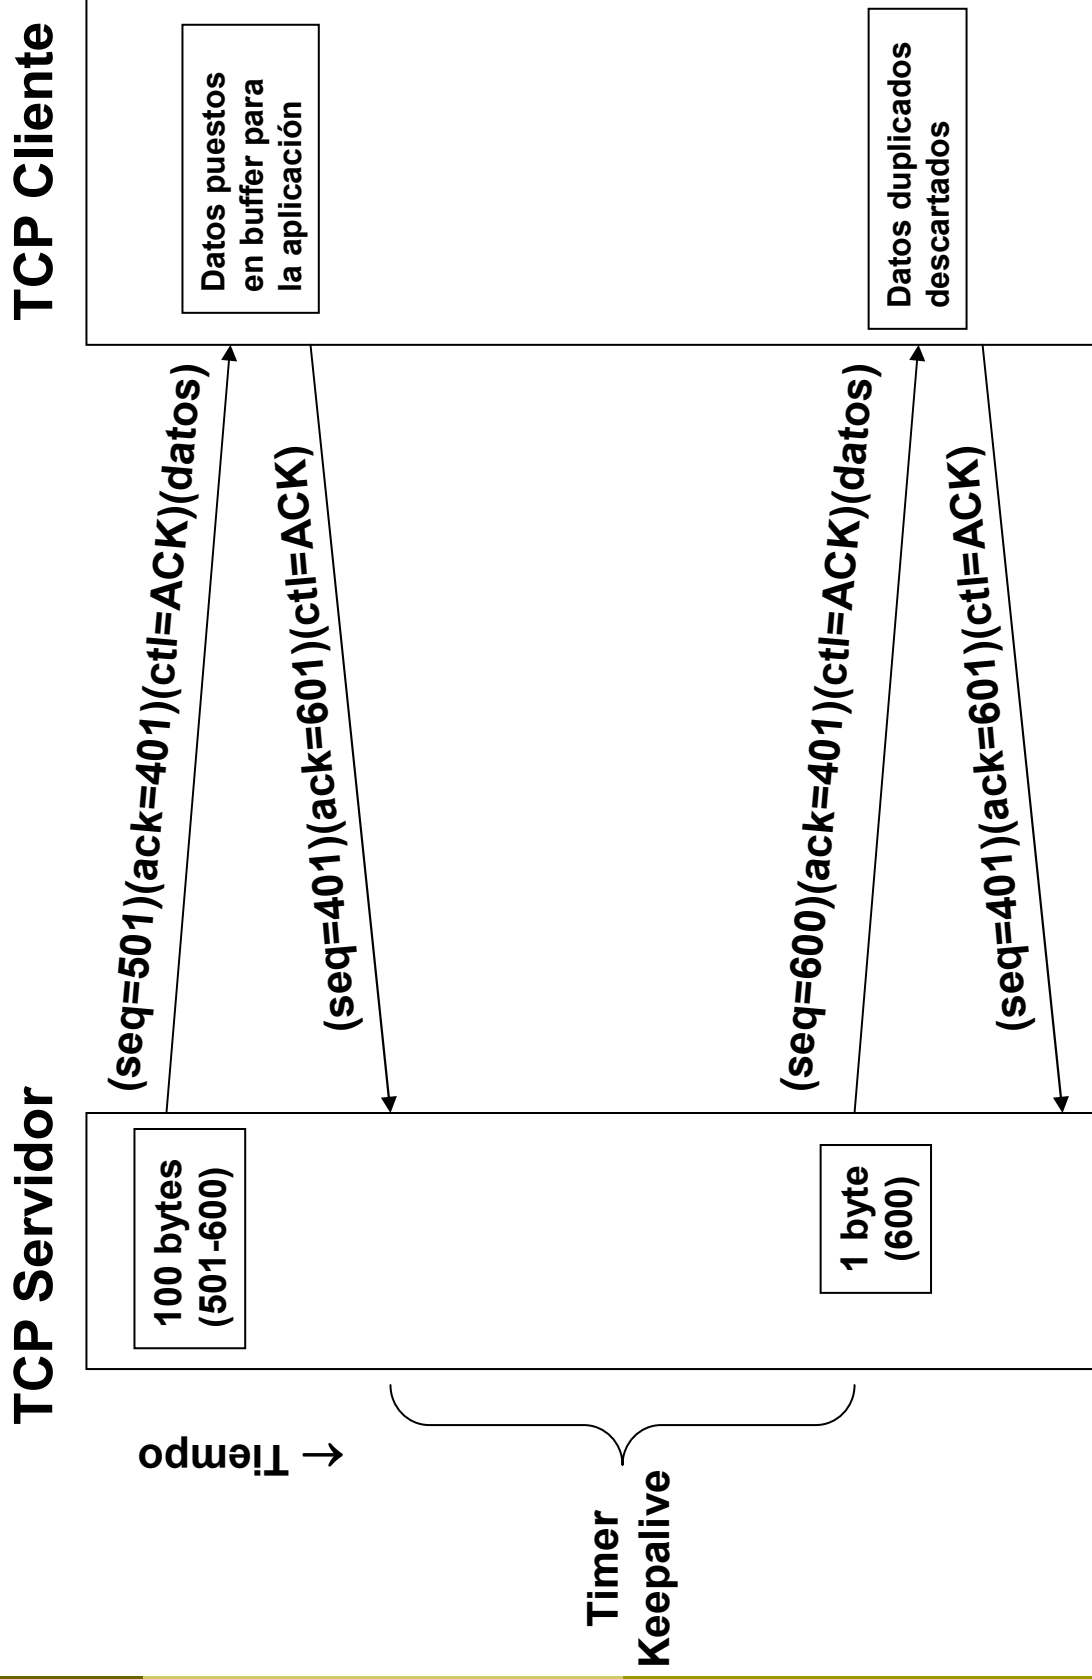 TCP Servidor
TCP Cliente
← Tiempo
100 bytes
(501-600)
(seq=501)(ack=401)(ctl=ACK)(datos)
Datos puestos
en buffer para
la aplicación
(seq=401)(ack=601)(ctl=ACK)
Timer
Keepalive
1 byte
(600)
(seq=600)(ack=401)(ctl=ACK)(datos)
Datos duplicados
descartados
(seq=401)(ack=601)(ctl=ACK)